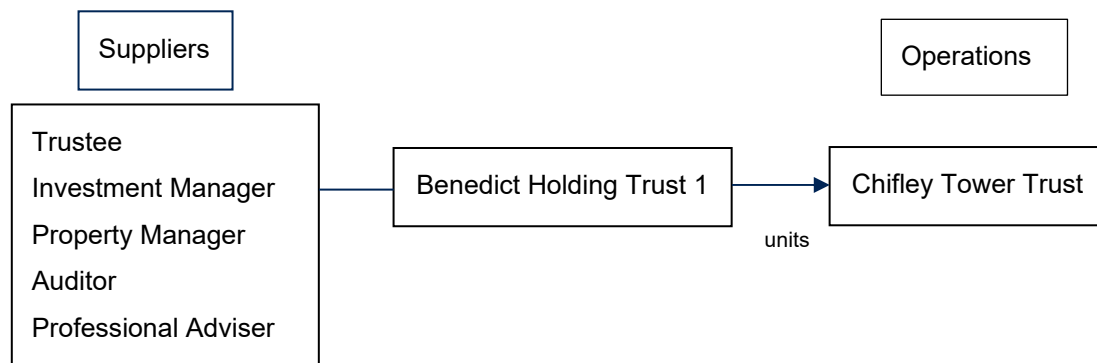 Suppliers
Operations
Trustee
Investment Manager
Property Manager
Auditor
Professional Adviser
Benedict Holding Trust 1
units
Chifley Tower Trust